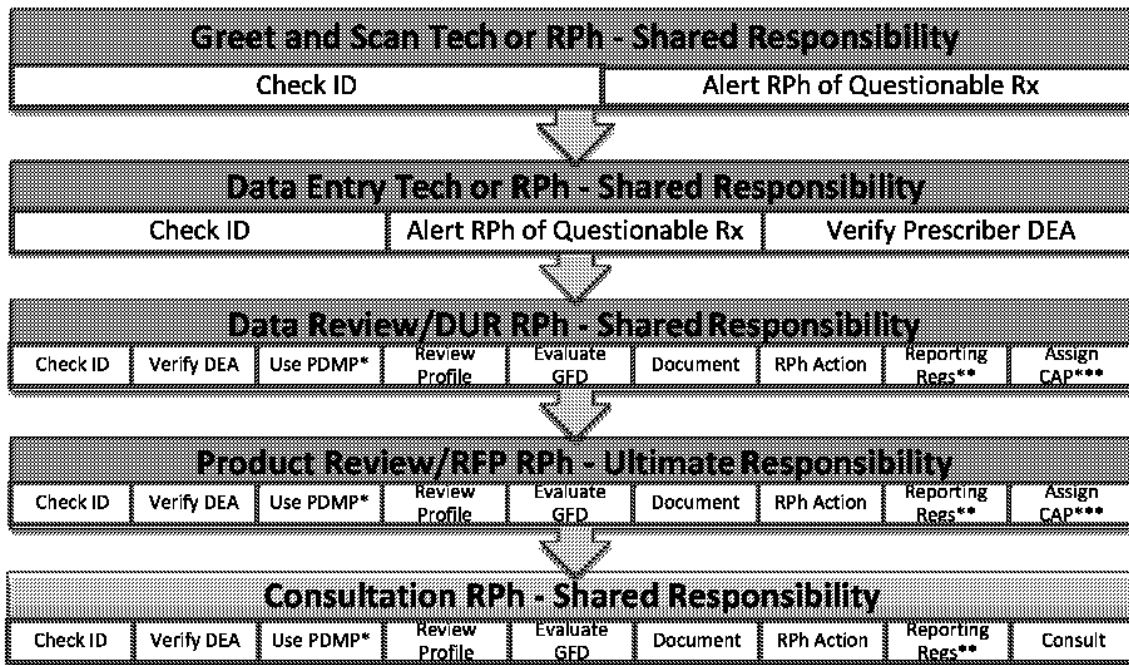 Greet and Scan Tech or RPh - Shared Responsibility
Check ID
Alert RPh of Questionable Rx
Data Entry Tech or RPh - Shared Responsibility
Check ID
Alert RPh of Questionable Rx
Verify Prescriber DEA
Data Review/DUR RPh - Shared Responsibility
Check ID
Verify DEA
Use PDMP*
Review
Profile
Evaluate
GFD
Document
RPh Action
Reporting
Regs**
Assign
CAP***
Product Review/RFP RPh - Ultimate Responsibility
Check ID
Verify DEA
Use PDMP*
Review
Profile
Evaluate
GFD
Document
RPh Action
Reporting
Regs**
Assign
CAP***
Consultation RPh - Shared Responsibility
Check ID
Verify DEA
Use PDMP*
Review
Profile
Evaluate
GFD
Document
RPh Action
Reporting
Regs**
Consult